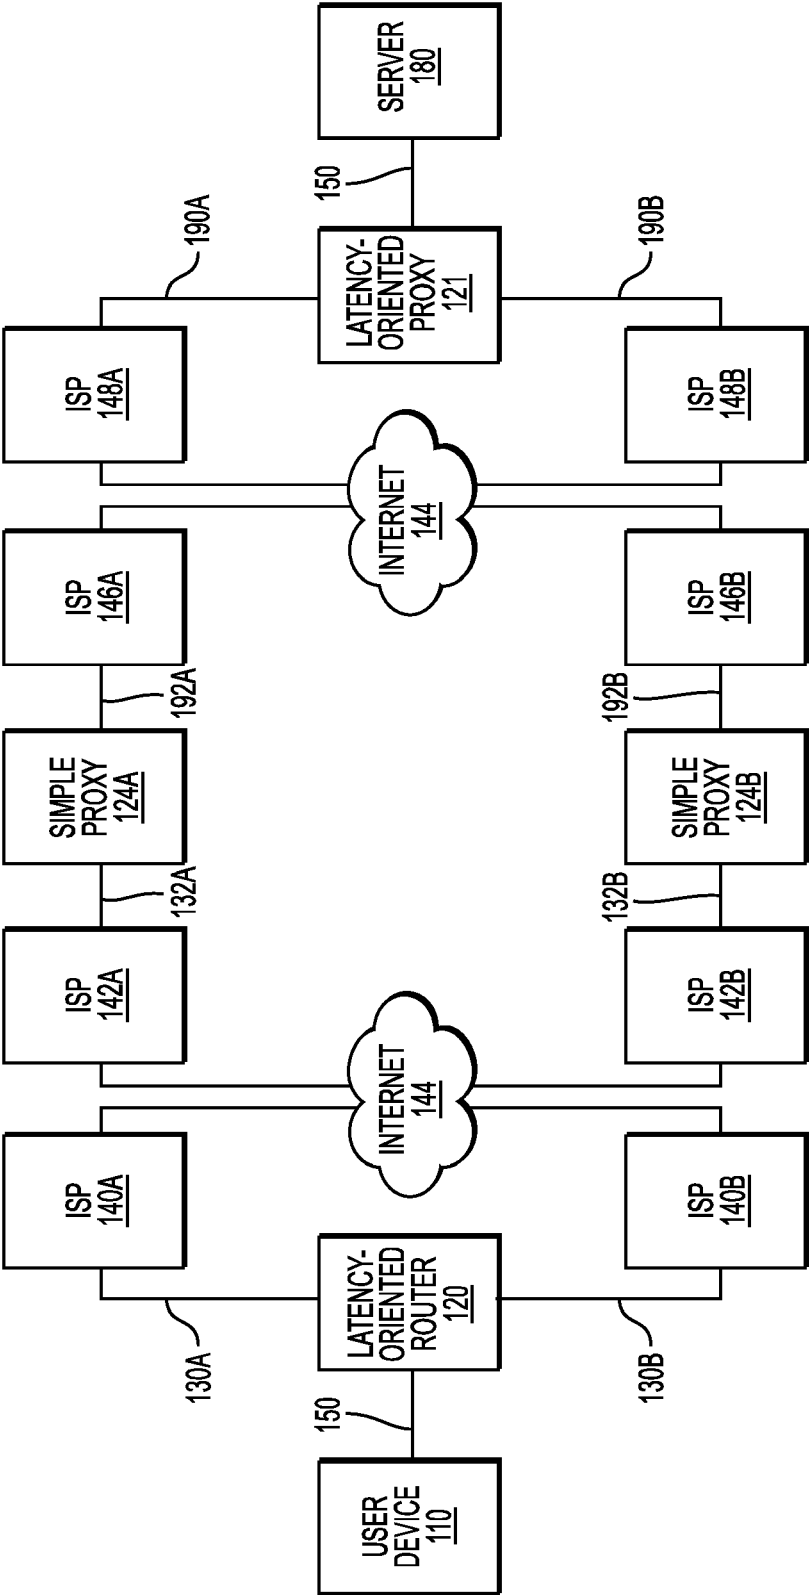 190A
ISP
148A
ISP
146A
192A
SIMPLE
PROXY
124A
132A
ISP
142A
ISP
140A
130A
SERVER
180
150
LATENCY-
ORIENTED
PROXY
121
INTERNET
144
INTERNET
144
LATENCY-
ORIENTED
ROUTER
120
150
USER
DEVICE
110
190B
ISP
148B
ISP
146B
192B
SIMPLE
PROXY
124B
132B
ISP
142B
ISP
140B
130B